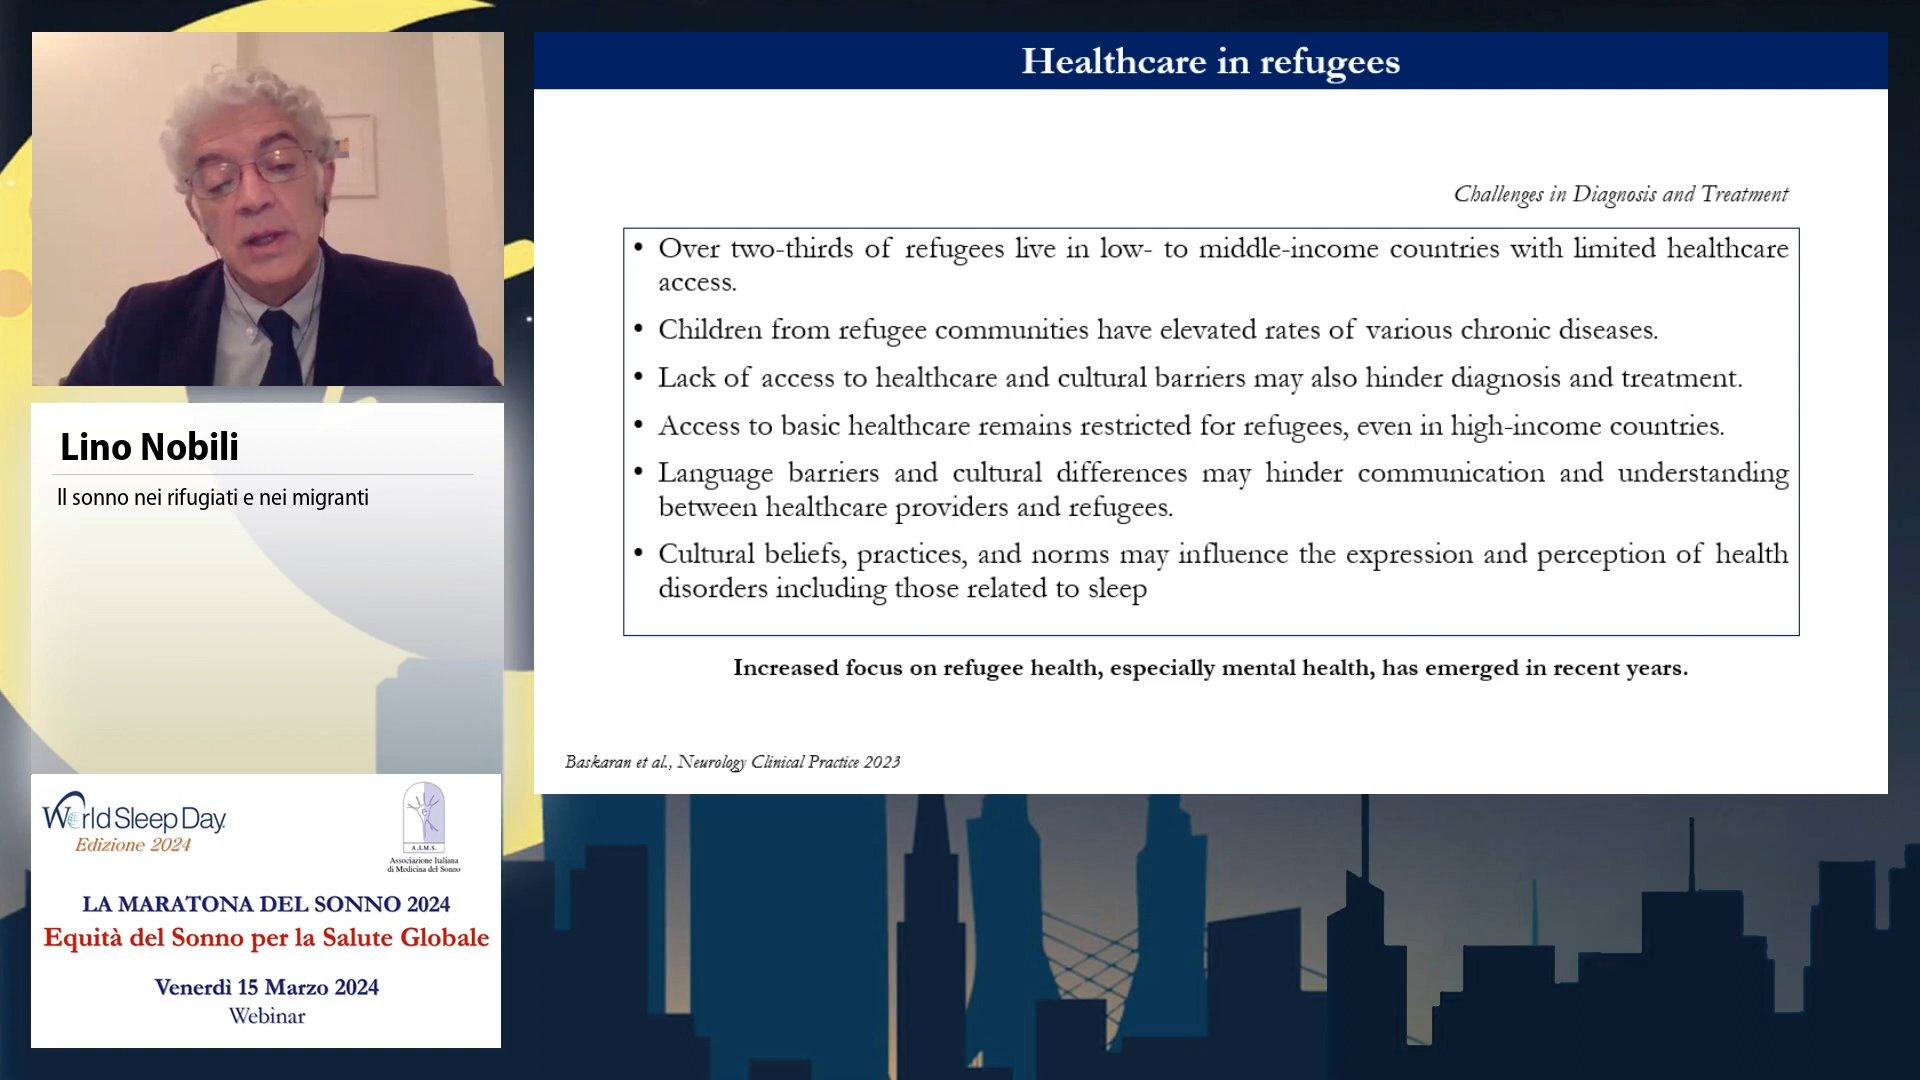 Healthcare in refugees
Challenges in Diagnosis and Treatment
• Over two-thirds of refugees live in low- to middle-income countries with limited healthcare
access.
• Children from refugee communities have elevated rates of various chronic diseases.
• Lack of access to healthcare and cultural barriers may also hinder diagnosis and treatment.
• Access to basic healthcare remains restricted for refugees, even in high-income countries.
• Language barriers and cultural differences may hinder communication and understanding
between healthcare providers and refugees.
• Cultural beliefs, practices, and norms may influence the expression and perception of health
disorders including those related to sleep
Increased focus on refugee health, especially mental health, has emerged in recent years.
Baskaran et al., Neurology Clinical Practice 2023
Lino Nobili
Il sonno nei rifugiati e nei migranti
World Sleep Day
Edizione 2024
A.I.M.S.
Associazione Italiana
di Medicina del Sonno
LA MARATONA DEL SONNO 2024
Equità del Sonno per la Salute Globale
Venerdì 15 Marzo 2024
Webinar